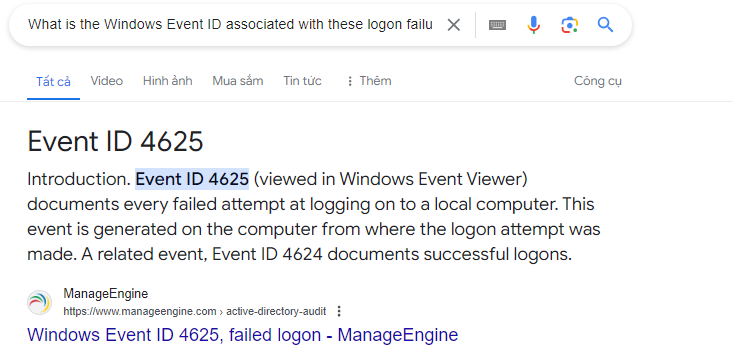 What is the Windows Event ID associated with these logon failu
Tất cả Video Hình ảnh Mua sắm Tin tức Thêm Công cụ
Event ID 4625
Introduction. Event ID 4625 (viewed in Windows Event Viewer)
documents every failed attempt at logging on to a local computer. This
event is generated on the computer from where the logon attempt was
made. A related event, Event ID 4624 documents successful logons.
ManageEngine
https://www.manageengine.com › active-directory-audit
Windows Event ID 4625, failed logon - ManageEngine